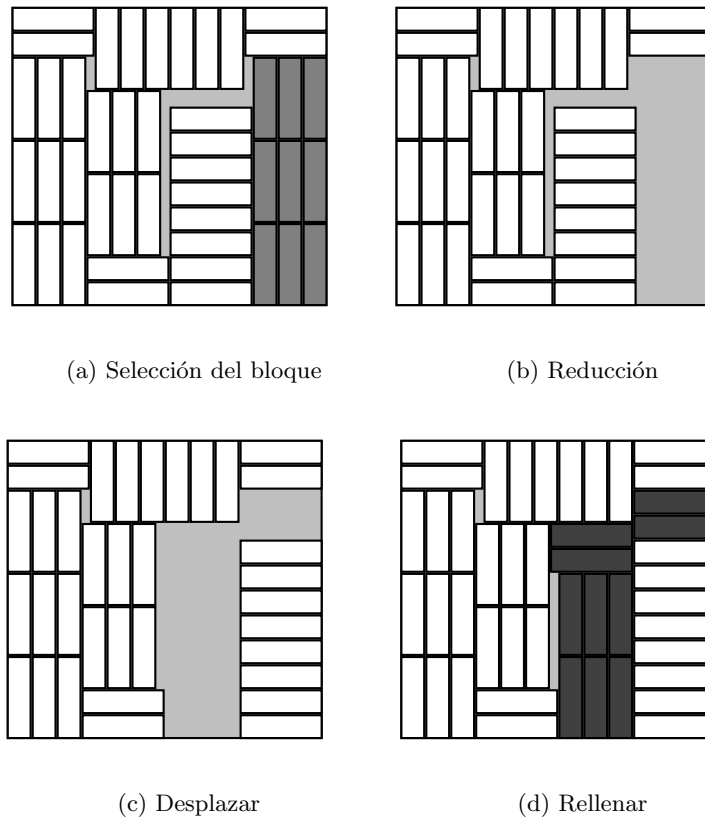 (a) Selección del bloque
(b) Reducción
(c) Desplazar
(d) Rellenar